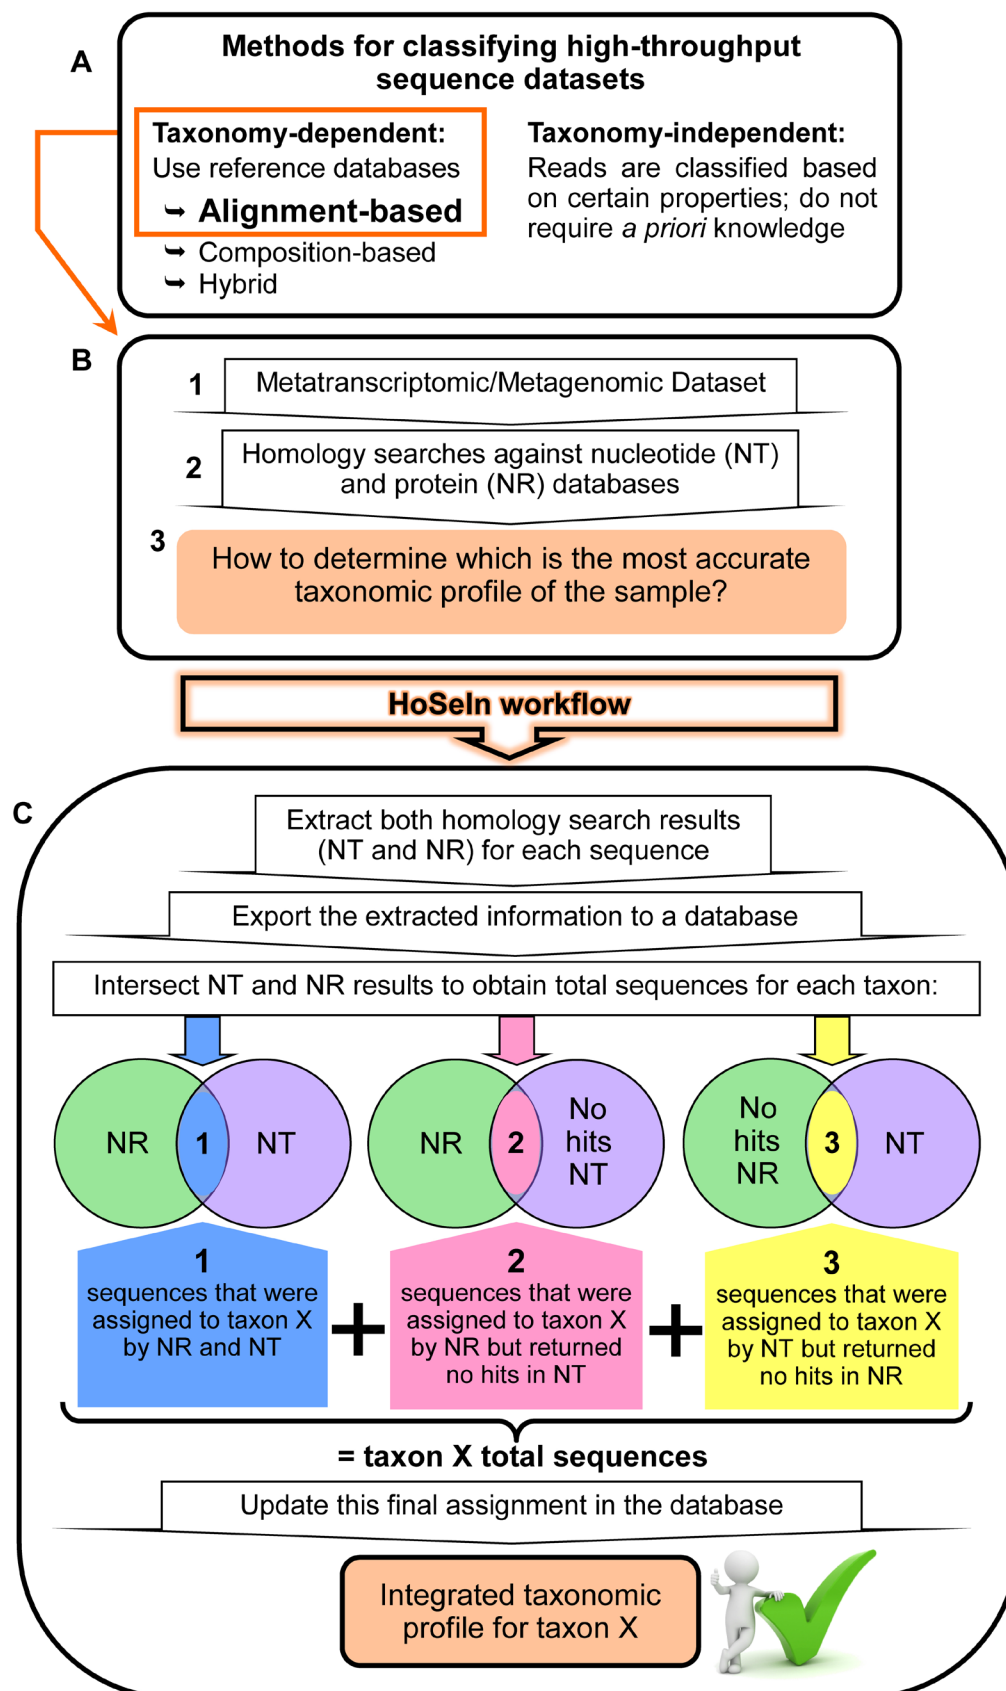 A
Methods for classifying high-throughput
sequence datasets
Taxonomy-dependent:
Use reference databases
Alignment-based
Composition-based
Hybrid
Taxonomy-independent:
Reads are classified based
on certain properties; do not
require a priori knowledge
B
1
Metatranscriptomic/Metagenomic Dataset
2
Homology searches against nucleotide (NT)
and protein (NR) databases
3
How to determine which is the most accurate
taxonomic profile of the sample?
HoSeIn workflow
C
Extract both homology search results
(NT and NR) for each sequence
Export the extracted information to a database
Intersect NT and NR results to obtain total sequences for each taxon:
NR
1
NT
NR
2
No
hits
NT
No
hits
NR
3
NT
1
sequences that were
assigned to taxon X
by NR and NT
+
2
sequences that were
assigned to taxon X
by NR but returned
no hits in NT
+
3
sequences that were
assigned to taxon X
by NT but returned
no hits in NR
= taxon X total sequences
Update this final assignment in the database
Integrated taxonomic
profile for taxon X